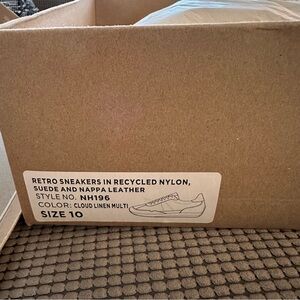 RETRO SNEAKERS IN RECYCLED NYLON,
SUEDE AND NAPPA LEATHER
STYLE NO. NH196
COLOR: CLOUD LINEN MULTI
SIZE 10